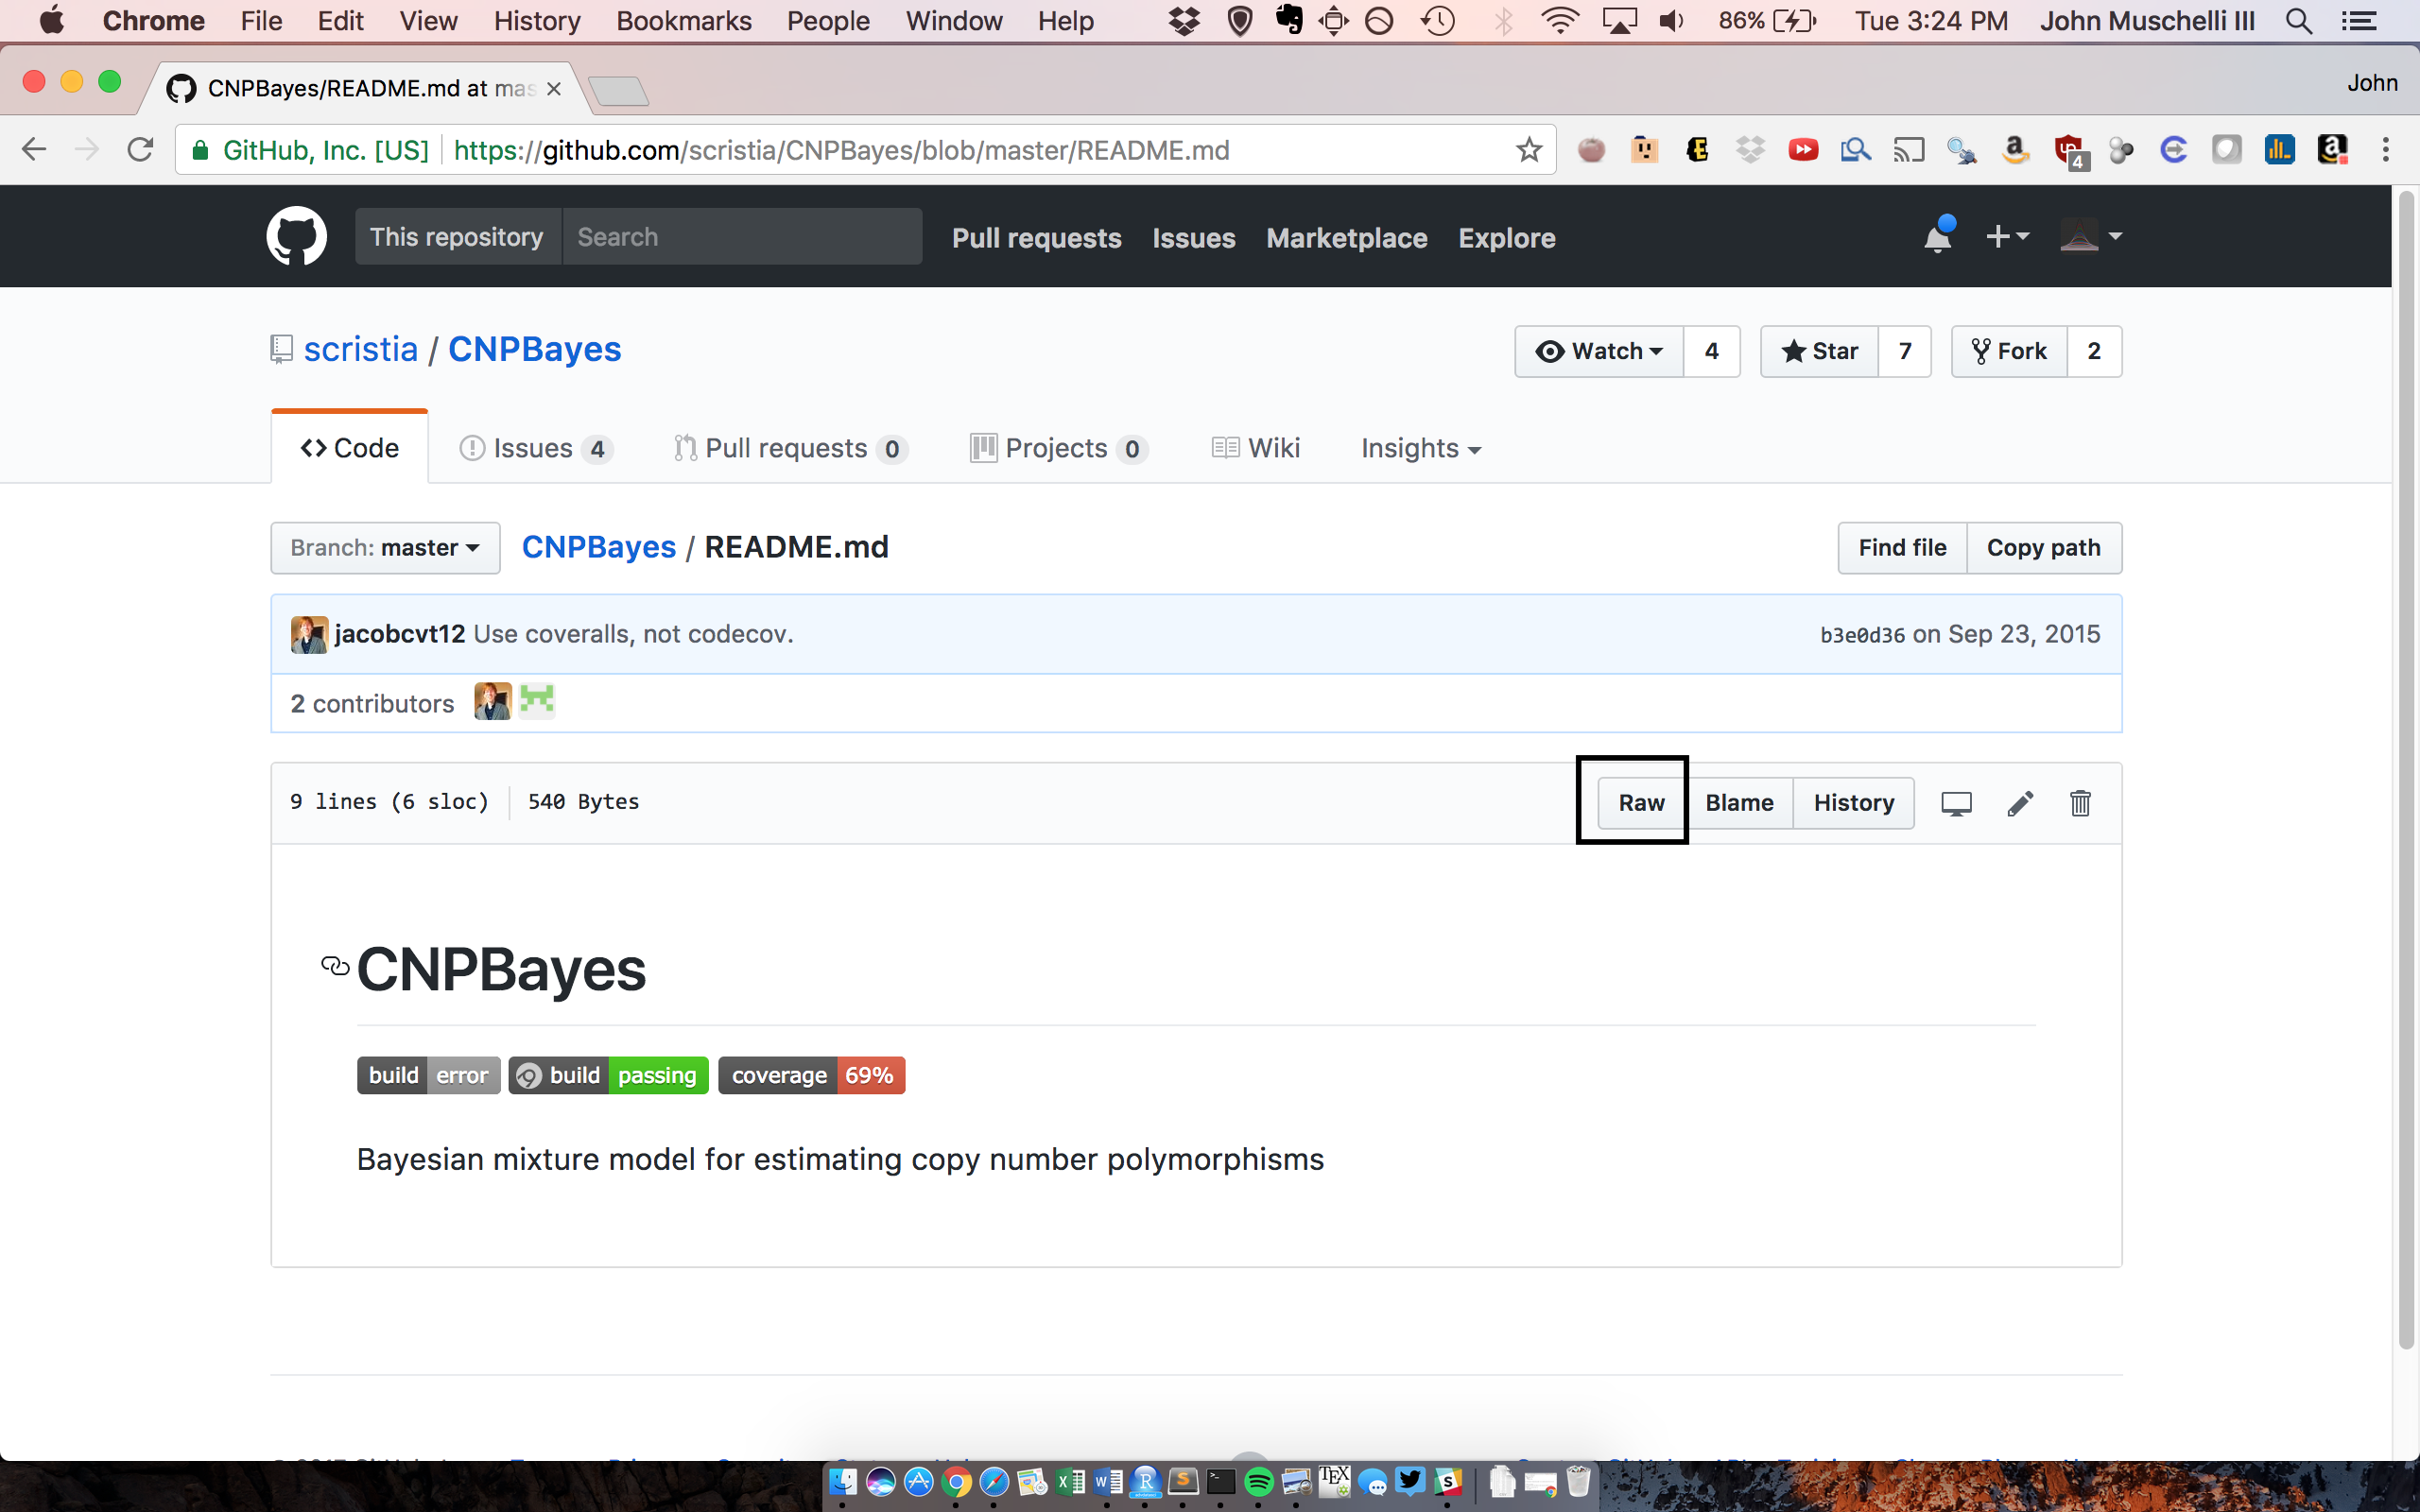 Chrome File Edit View History Bookmarks People Window Help 86% Tue 3:24 PM John Muschelli III
CNPBayes/README.md at mas John
GitHub, Inc. [US] https://github.com/scristia/CNPBayes/blob/master/README.md 4
This repository Search Pull requests Issues Marketplace Explore
scristia / CNPBayes Watch 4 Star 7 Fork 2
Code Issues 4 Pull requests 0 Projects 0 Wiki Insights
Branch: master CNPBayes / README.md Find file Copy path
jacobcvt12 Use coveralls, not codecov. b3e0d36 on Sep 23, 2015
2 contributors
9 lines (6 sloc) 540 Bytes Raw Blame History
CNPBayes
build error build passing coverage 69%
Bayesian mixture model for estimating copy number polymorphisms